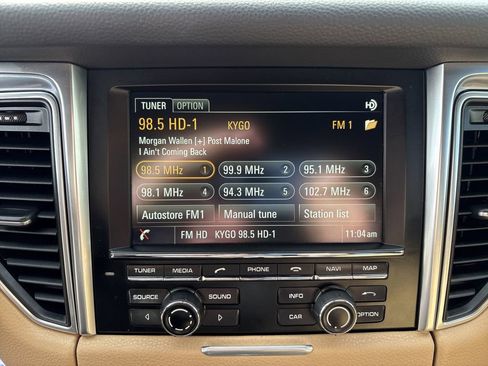 TUNER OPTION
98.5 HD-1 KYGO FM 1
Morgan Wallen [+] Post Malone
I Ain't Coming Back
98.5 MHz 1 99.9 MHz 2 95.1 MHz 3
98.1 MHz 4 94.3 MHz 5 102.7 MHz 6
Autostore FM1 Manual tune Station list
FM HD KYGO 98.5 HD-1 11:04am
TUNER MEDIA PHONE NAVI MAP
SOURCE SOUND INFO
CAR OPTION